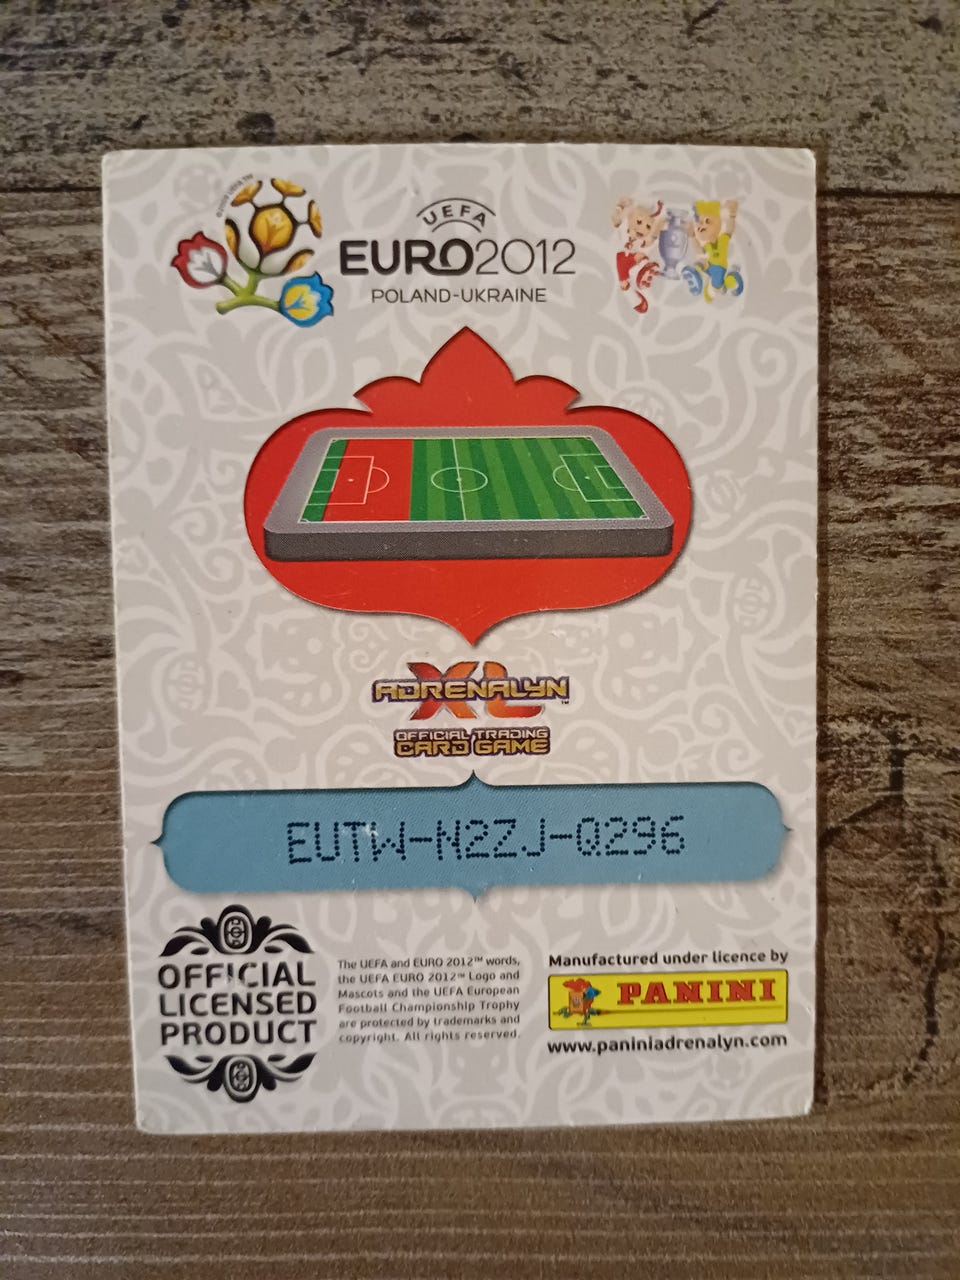 UEFA
EURO2012
POLAND-UKRAINE
XL
ADRENALYN™
OFFICIAL TRADING
CARD GAME
EUTW-N2ZJ-Q296
OFFICIAL
LICENSED
PRODUCT
The UEFA and EURO 2012™ words,
the UEFA EURO 2012™ Logo and
Mascots and the UEFA European
Football Championship Trophy
are protected by trademarks and
copyright. All rights reserved.
Manufactured under licence by
PANINI
www.paniniadrenalyn.com